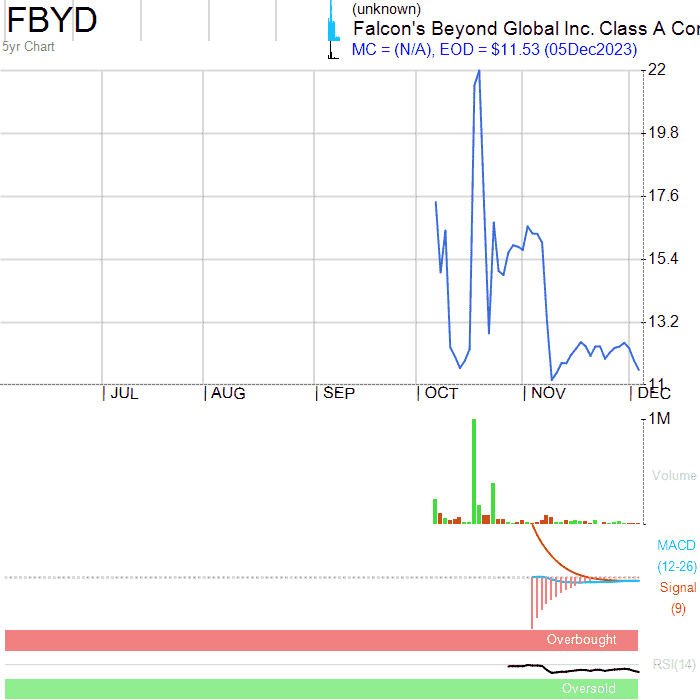 FBYD
5yr Chart
(unknown)
Falcon's Beyond Global Inc. Class A Cor
MC = (N/A), EOD = $11.53 (05Dec2023)
22
19.8
17.6
15.4
13.2
11
JUL
AUG
SEP
OCT
NOV
DEC
1M
Volume
MACD
(12-26)
Signal
(9)
Overbought
RSI(14)
Oversold